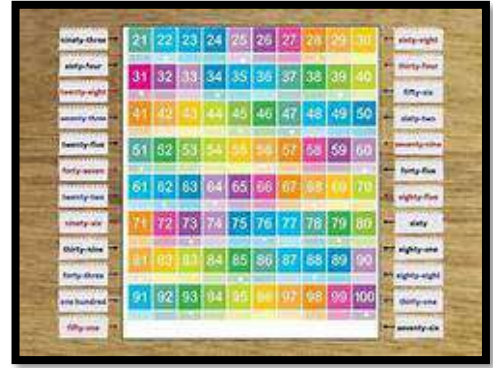 ninety-three
sixty-four
twenty-eight
seventy-three
twenty-five
forty-seven
twenty-two
ninety-six
thirty-nine
forty-three
one hundred
fifty-one
21 22 23 24 25 26 27 28 29 30
31 32 33 34 35 36 37 38 39 40
41 42 43 44 45 46 47 48 49 50
51 52 53 54 55 56 57 58 59 60
61 62 63 64 65 66 67 68 69 70
71 72 73 74 75 76 77 78 79 80
81 82 83 84 85 86 87 88 89 90
91 92 93 94 95 96 97 98 99 100
sixty-eight
thirty-four
fifty-six
sixty-two
seventy-nine
forty-five
eighty-five
sixty
eighty-one
eighty-eight
thirty-one
seventy-six